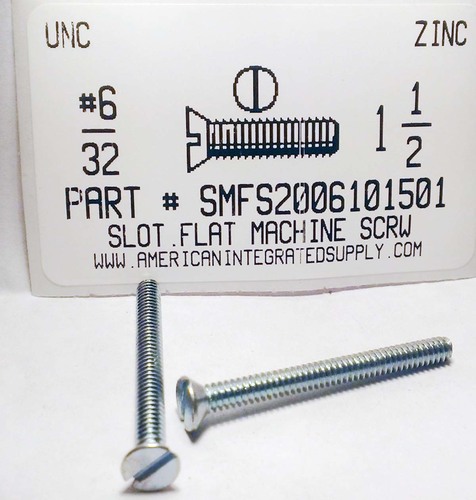 UNC ZINC
#6
32
1 1/2
PART # SMFS2006101501
SLOT.FLAT MACHINE SCRW
WWW.AMERICANINTEGRATEDSUPPLY.COM